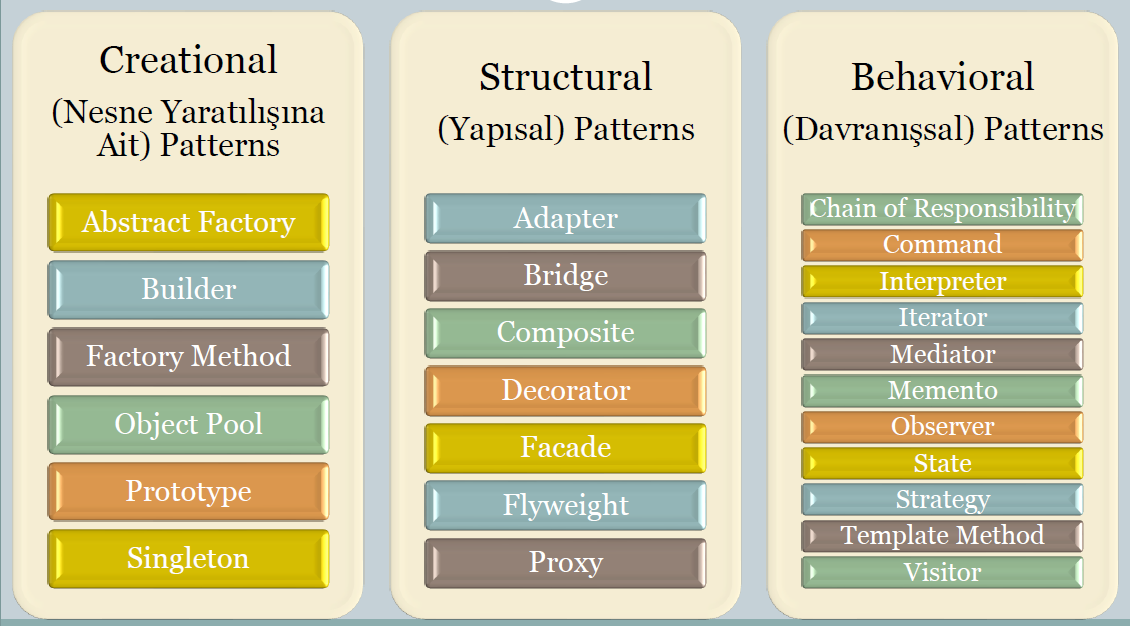 Creational
(Nesne Yaratılışına
Ait) Patterns
Abstract Factory
Builder
Factory Method
Object Pool
Prototype
Singleton
Structural
(Yapısal) Patterns
Adapter
Bridge
Composite
Decorator
Facade
Flyweight
Proxy
Behavioral
(Davranışsal) Patterns
Chain of Responsibility
Command
Interpreter
Iterator
Mediator
Memento
Observer
State
Strategy
Template Method
Visitor